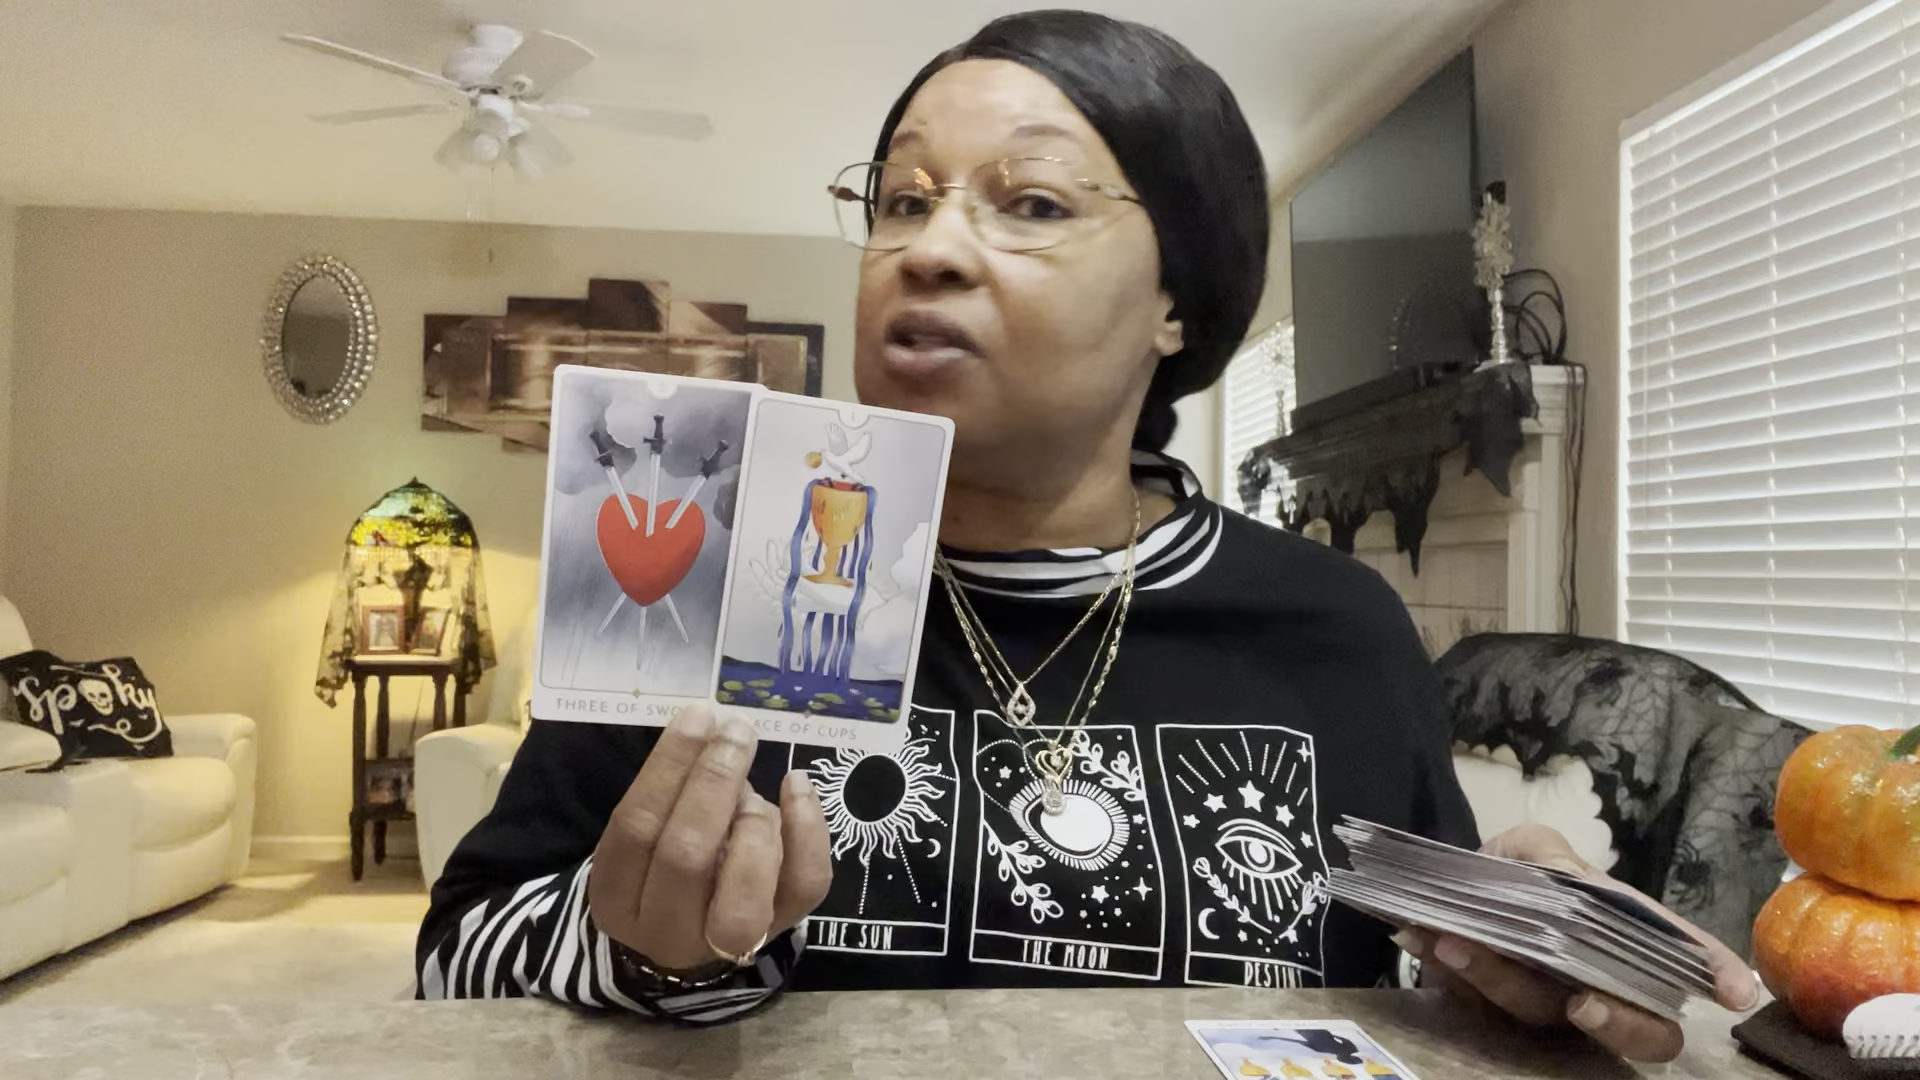 spooky
THREE OF SWO
ACE OF CUPS
THE SUN
THE MOON
DESTINY